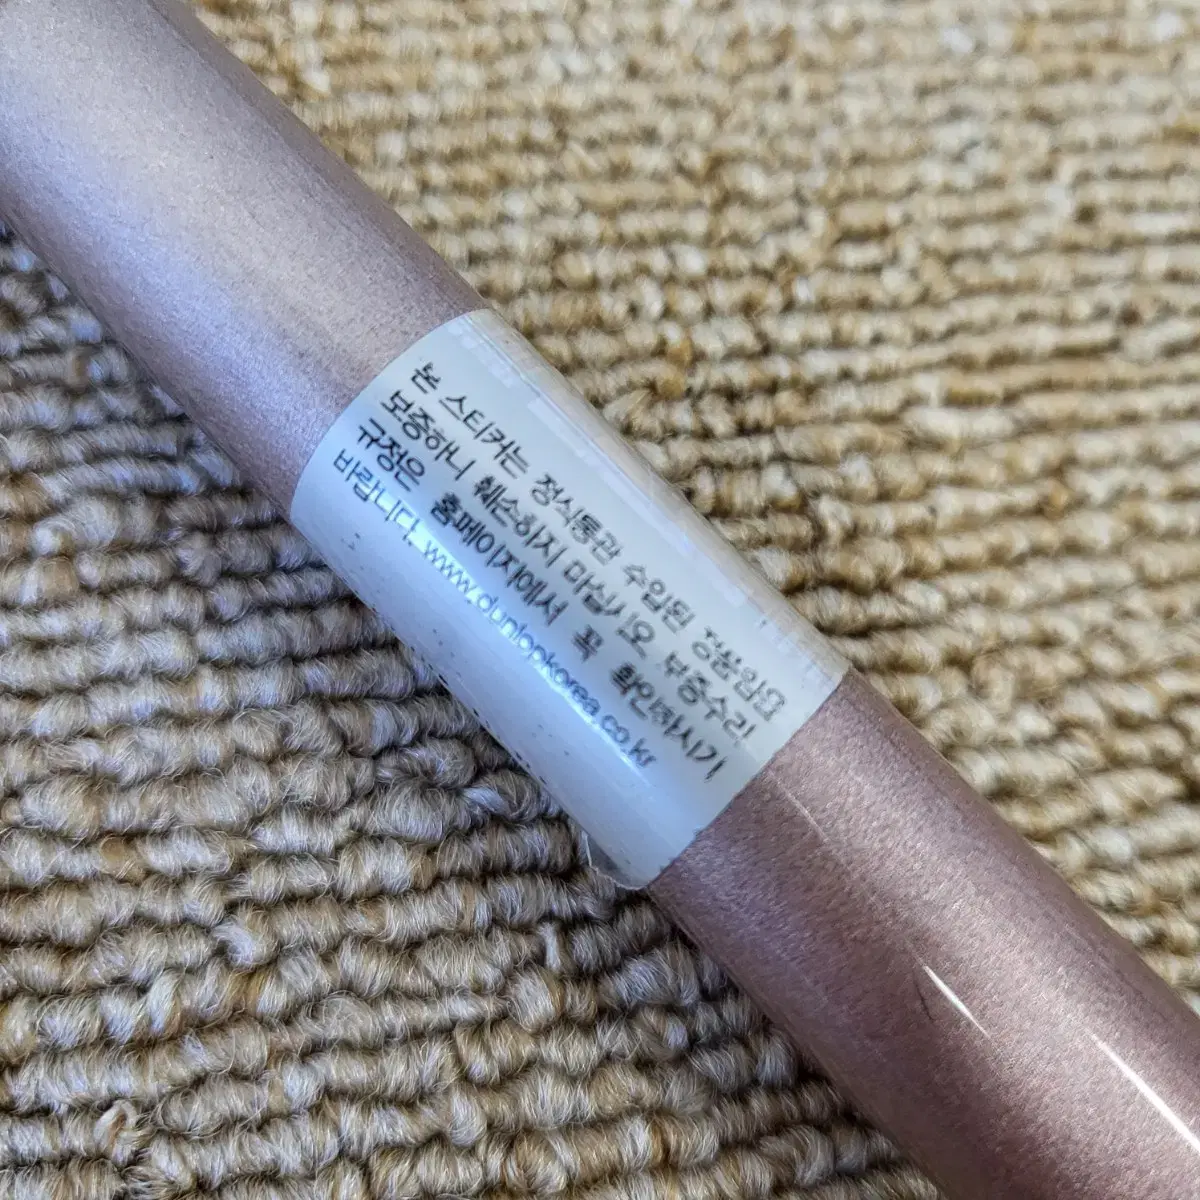 본 스티커는 정식통관 수입된 정품임을
보증하니 훼손하지 마십시오 보증수리
규정은 홈페이지에서 꼭 확인하시기
바랍니다. www.dunlopkorea.co.kr